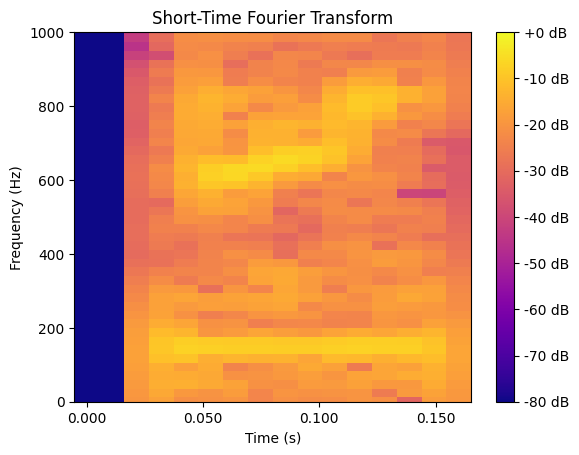 Short-Time Fourier Transform
1000
800
600
400
200
0
Frequency (Hz)
0.000
0.050
0.100
0.150
Time (s)
+0 dB
-10 dB
-20 dB
-30 dB
-40 dB
-50 dB
-60 dB
-70 dB
-80 dB